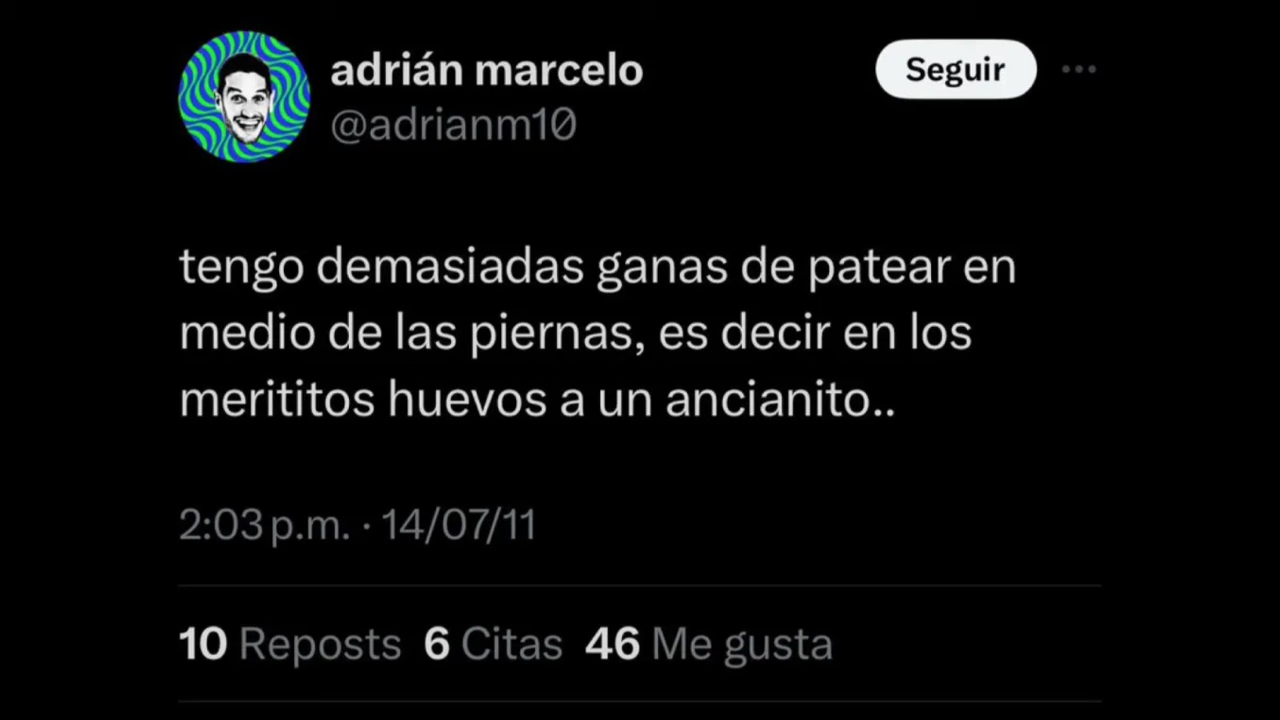 adrián marcelo
Seguir
@adrianm10
tengo demasiadas ganas de patear en
medio de las piernas, es decir en los
merititos huevos a un ancianito..
2:03 p.m. · 14/07/11
10 Reposts 6 Citas 46 Me gusta